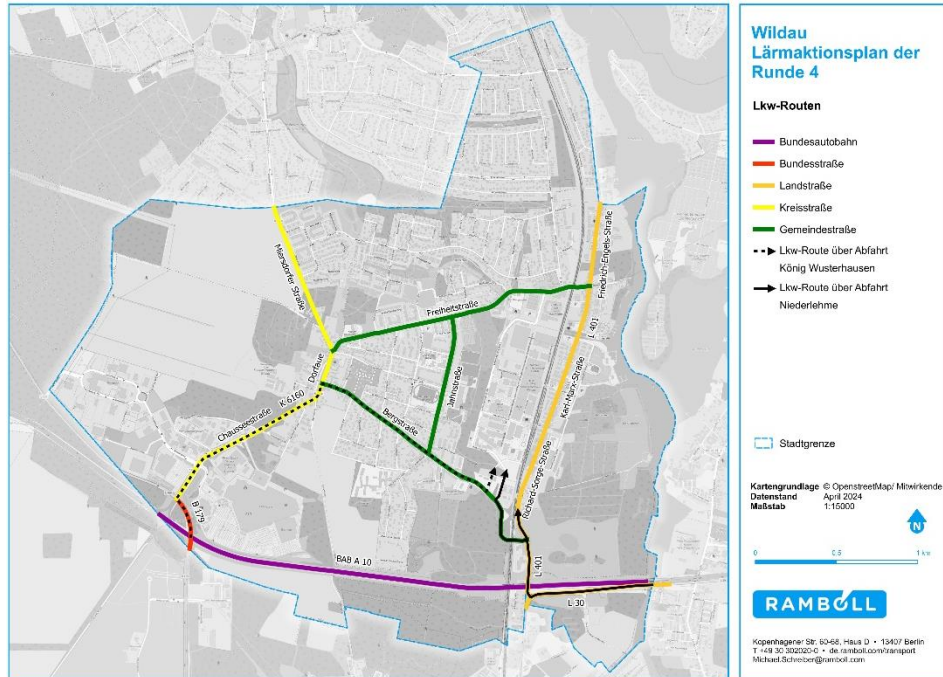 Miersdorfer Straße
Friedrich-Engels-Straße
Freiheitstraße
L 401
Dorfaue
Jahnstraße
Karl-Marx-Straße
K 6160
Chausseestraße
Bergstraße
Richard-Sorge-Straße
B 179
BAB A 10
L 401
L 30
Wildau
Lärmaktionsplan der
Runde 4
Lkw-Routen
Bundesautobahn
Bundesstraße
Landstraße
Kreisstraße
Gemeindestraße
Lkw-Route über Abfahrt
König Wusterhausen
Lkw-Route über Abfahrt
Niederlehme
Stadtgrenze
Kartengrundlage © OpenstreetMap/ Mitwirkende
Datenstand April 2024
Maßstab 1:15000
N
0 0.5 1 km
RAMBOLL
Kopenhagener Str. 60-68, Haus D • 13407 Berlin
T +49 30 302020-0 • de.ramboll.com/transport
Michael.Schreiber@ramboll.com